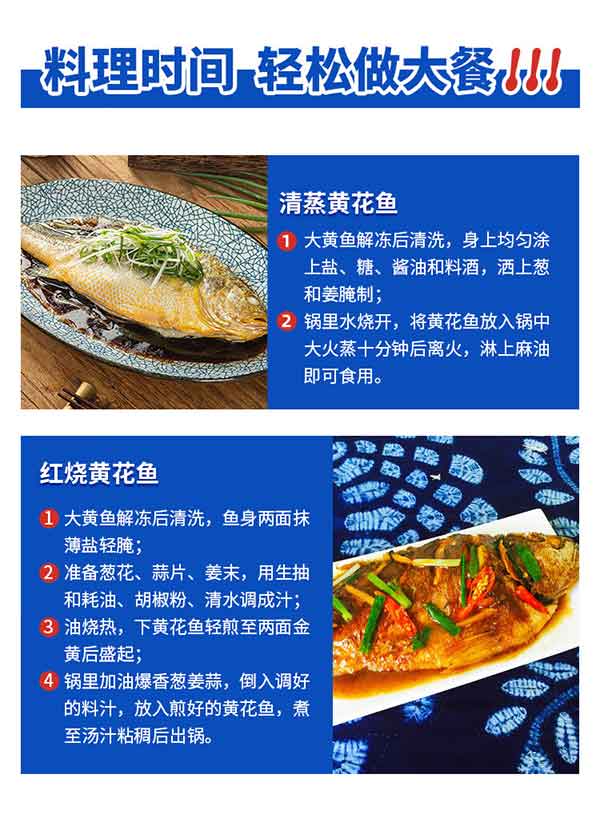 料理时间 轻松做大餐
清蒸黄花鱼
1 大黄鱼解冻后清洗，身上均匀涂
上盐、糖、酱油和料酒，洒上葱
和姜腌制；
2 锅里水烧开，将黄花鱼放入锅中
大火蒸十分钟后离火，淋上麻油
即可食用。
红烧黄花鱼
1 大黄鱼解冻后清洗，鱼身两面抹
薄盐轻腌；
2 准备葱花、蒜片、姜末，用生抽
和耗油、胡椒粉、清水调成汁；
3 油烧热，下黄花鱼轻煎至两面金
黄后盛起；
4 锅里加油爆香葱姜蒜，倒入调好
的料汁，放入煎好的黄花鱼，煮
至汤汁粘稠后出锅。